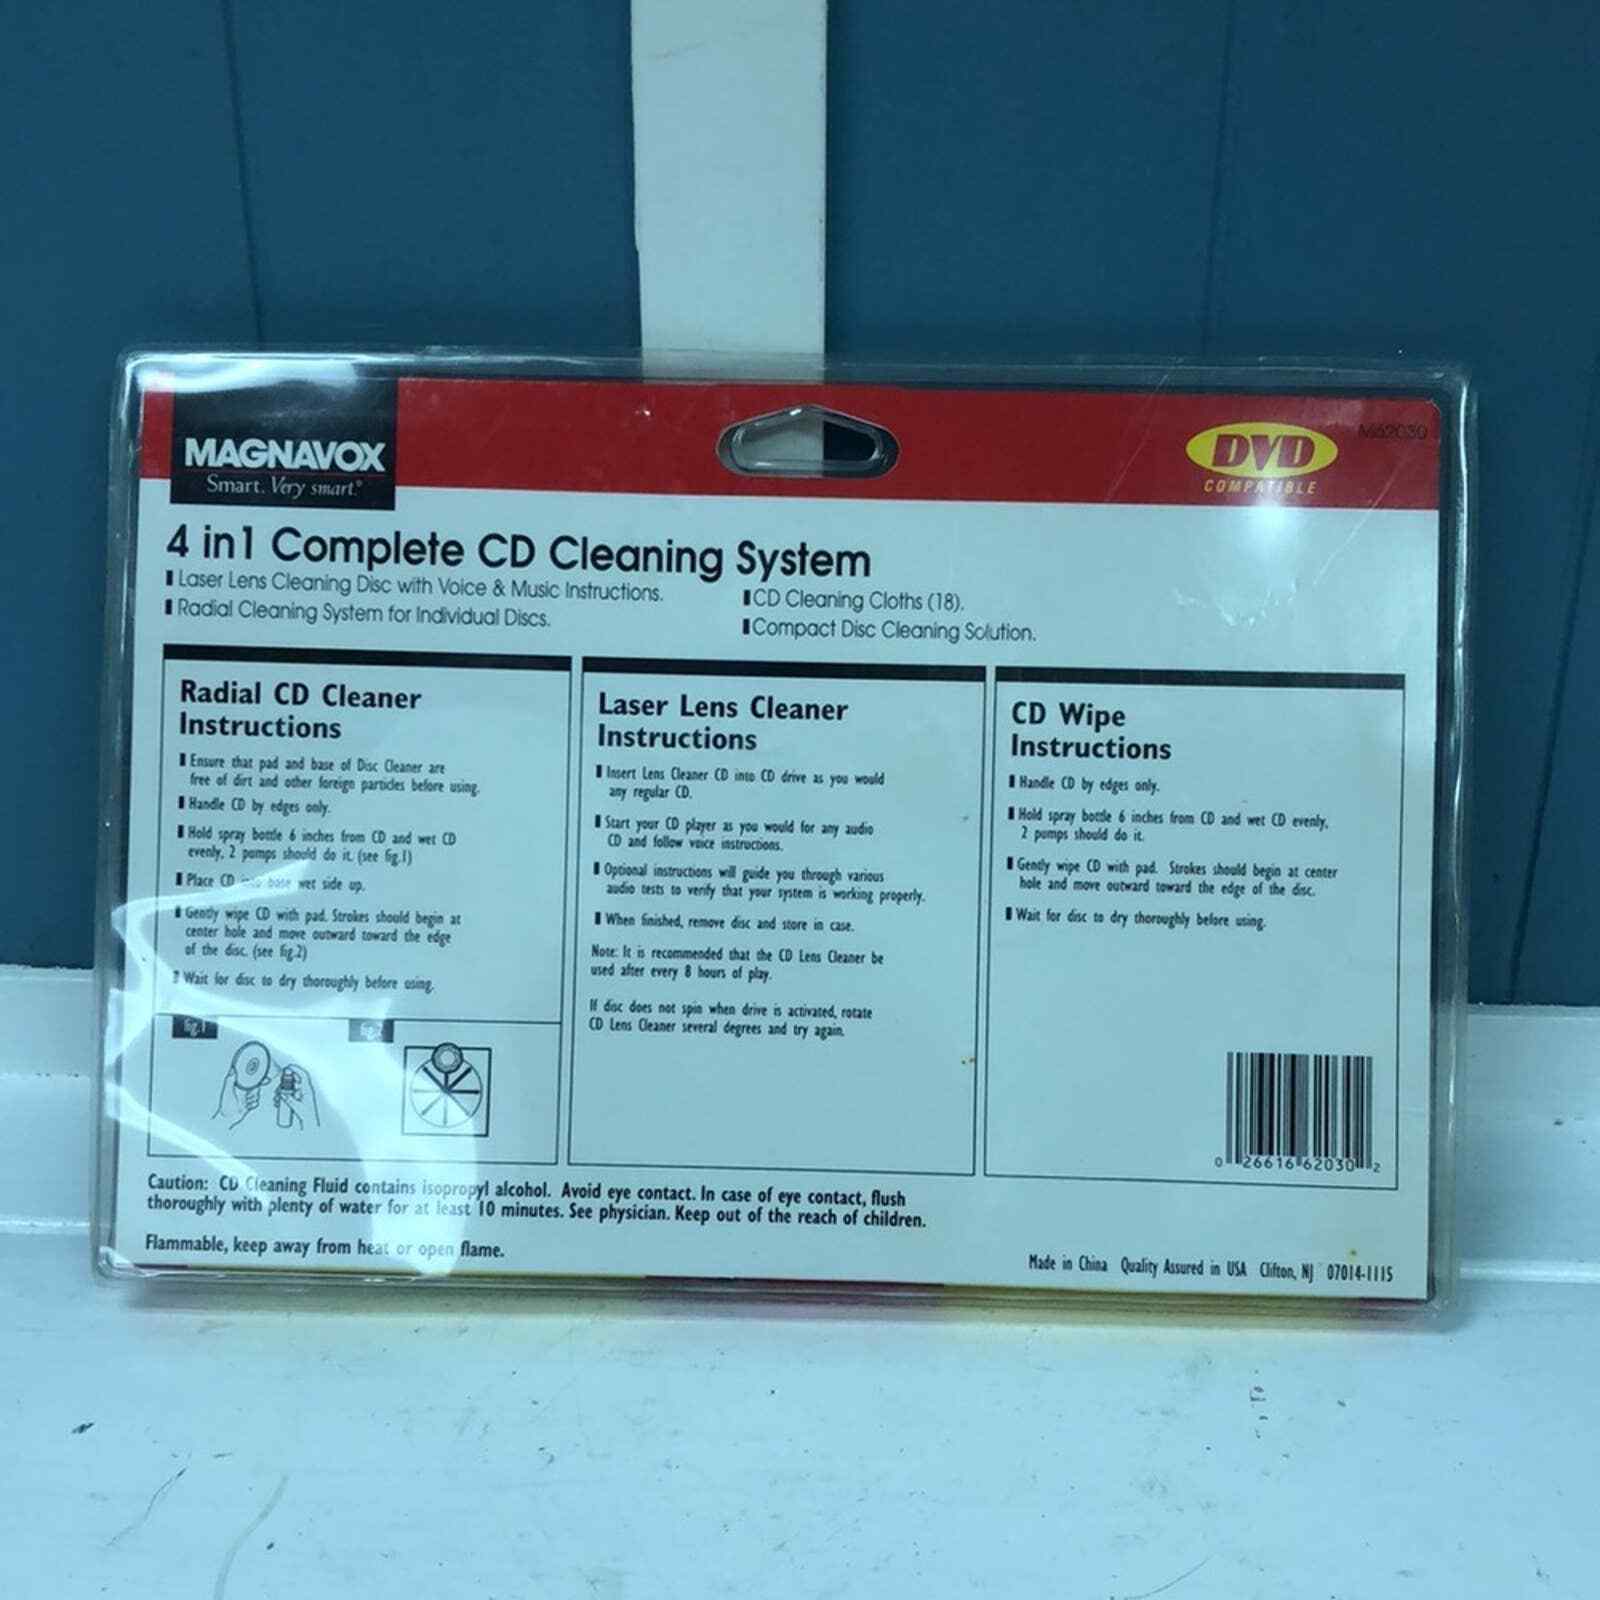 MAGNAVOX
Smart. Very smart.®
DVD
COMPATIBLE
M62030
4 in1 Complete CD Cleaning System
Laser Lens Cleaning Disc with Voice & Music Instructions.
Radial Cleaning System for Individual Discs.
CD Cleaning Cloths (18).
Compact Disc Cleaning Solution.
Radial CD Cleaner
Instructions
Ensure that pad and base of Disc Cleaner are
free of dirt and other foreign particles before using.
Handle CD by edges only.
Hold spray bottle 6 inches from CD and wet CD
evenly, 2 pumps should do it. (see fig.1)
Place CD into base wet side up.
Gently wipe CD with pad. Strokes should begin at
center hole and move outward toward the edge
of the disc. (see fig.2)
Wait for disc to dry thoroughly before using.
fig.1
fig.2
Laser Lens Cleaner
Instructions
Insert Lens Cleaner CD into CD drive as you would
any regular CD.
Start your CD player as you would for any audio
CD and follow voice instructions.
Optional instructions will guide you through various
audio tests to verify that your system is working properly.
When finished, remove disc and store in case.
Note: It is recommended that the CD Lens Cleaner be
used after every 8 hours of play.
If disc does not spin when drive is activated, rotate
CD Lens Cleaner several degrees and try again.
CD Wipe
Instructions
Handle CD by edges only.
Hold spray bottle 6 inches from CD and wet CD evenly,
2 pumps should do it.
Gently wipe CD with pad. Strokes should begin at center
hole and move outward toward the edge of the disc.
Wait for disc to dry thoroughly before using.
0 26616 62030 2
Caution: CD Cleaning Fluid contains isopropyl alcohol. Avoid eye contact. In case of eye contact, flush
thoroughly with plenty of water for at least 10 minutes. See physician. Keep out of the reach of children.
Flammable, keep away from heat or open flame.
Made in China Quality Assured in USA Clifton, NJ 07014-1115